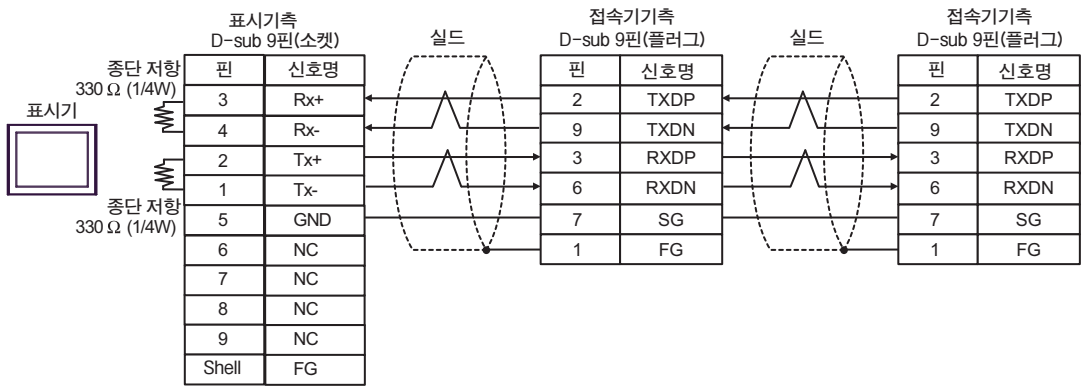 표시기측
D-sub 9핀(소켓)
실드
접속기기측
D-sub 9핀(플러그)
실드
접속기기측
D-sub 9핀(플러그)
종단 저항
330 Ω (1/4W)
표시기
종단 저항
330 Ω (1/4W)
핀 신호명
3 Rx+
4 Rx-
2 Tx+
1 Tx-
5 GND
6 NC
7 NC
8 NC
9 NC
Shell FG
핀 신호명
2 TXDP
9 TXDN
3 RXDP
6 RXDN
7 SG
1 FG
핀 신호명
2 TXDP
9 TXDN
3 RXDP
6 RXDN
7 SG
1 FG